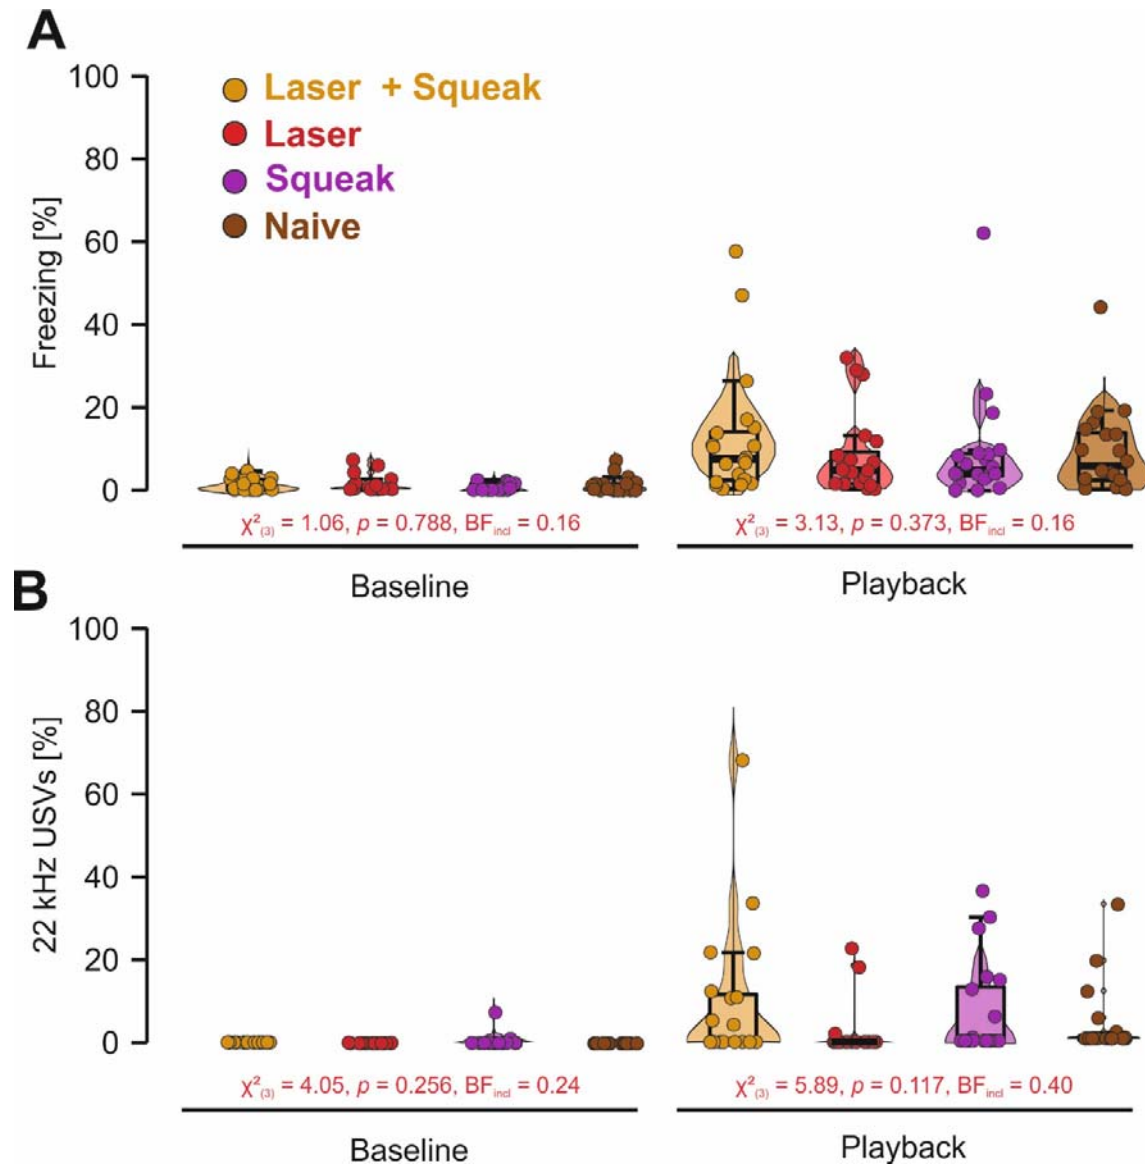 A
100
80
60
40
20
0
Freezing [%]
Laser + Squeak
Laser
Squeak
Naive
χ²(3) = 1.06, p = 0.788, BFincl = 0.16
χ²(3) = 3.13, p = 0.373, BFincl = 0.16
Baseline
Playback
B
100
80
60
40
20
0
22 kHz USVs [%]
χ²(3) = 4.05, p = 0.256, BFincl = 0.24
χ²(3) = 5.89, p = 0.117, BFincl = 0.40
Baseline
Playback